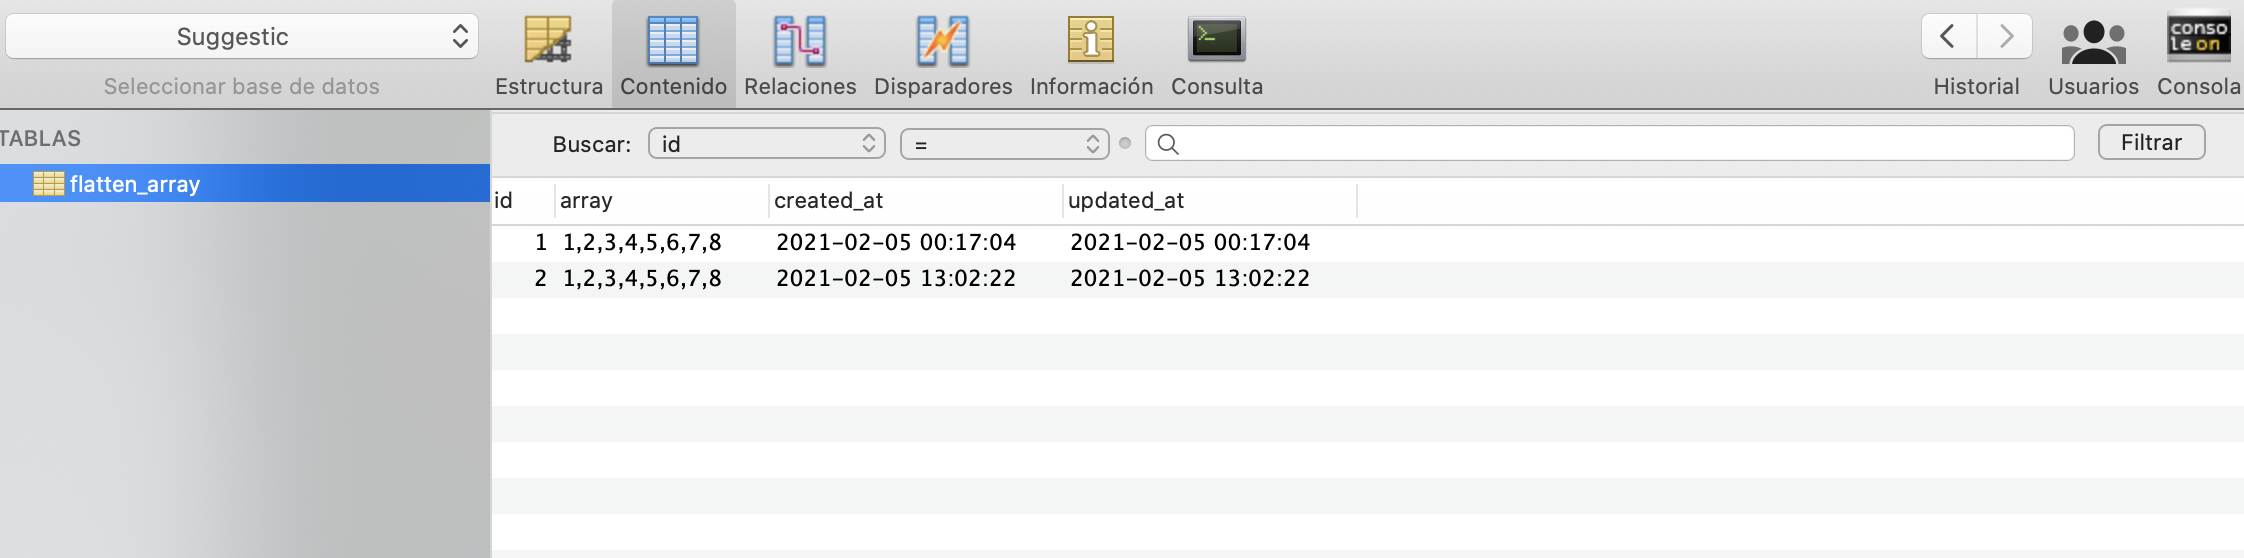 Suggestic
Seleccionar base de datos
Estructura Contenido Relaciones Disparadores Información Consulta
Historial Usuarios Consola
conso
le on
TABLAS
flatten_array
Buscar: id = Filtrar
id array created_at updated_at
1 1,2,3,4,5,6,7,8 2021-02-05 00:17:04 2021-02-05 00:17:04
2 1,2,3,4,5,6,7,8 2021-02-05 13:02:22 2021-02-05 13:02:22